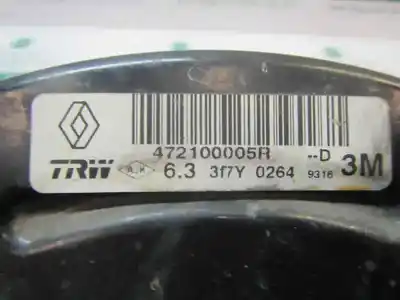 472100005R --D
TRW A.R 6.3 3f7Y 0264 9316 3M